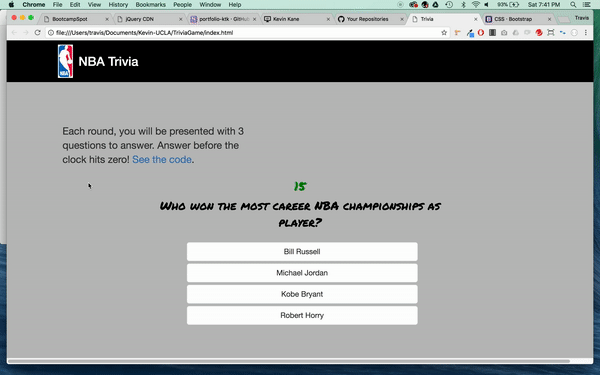 Chrome File Edit View History Bookmarks People Window Help 93% Sat 7:41 PM
BootcampSpot jQuery CDN portfolio-ktk - GitHub Kevin Kane Your Repositories Trivia CSS · Bootstrap Travis
file:///Users/travis/Documents/Kevin-UCLA/TriviaGame/index.html
NBA Trivia
Each round, you will be presented with 3
questions to answer. Answer before the
clock hits zero! See the code.
15
Who won the most career NBA championships as
player?
Bill Russell
Michael Jordan
Kobe Bryant
Robert Horry